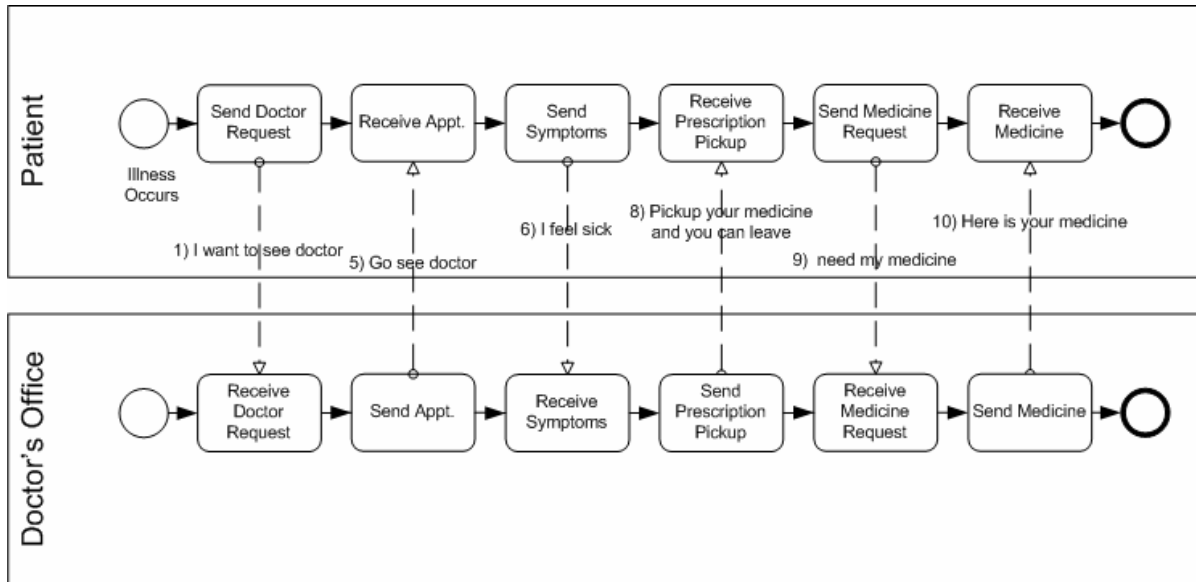 Patient
Send Doctor
Request
Receive Appt.
Send
Symptoms
Receive
Prescription
Pickup
Send Medicine
Request
Receive
Medicine
Illness
Occurs
1) I want to see doctor
5) Go see doctor
6) I feel sick
8) Pickup your medicine
and you can leave
9) need my medicine
10) Here is your medicine
Doctor's Office
Receive
Doctor
Request
Send Appt.
Receive
Symptoms
Send
Prescription
Pickup
Receive
Medicine
Request
Send Medicine